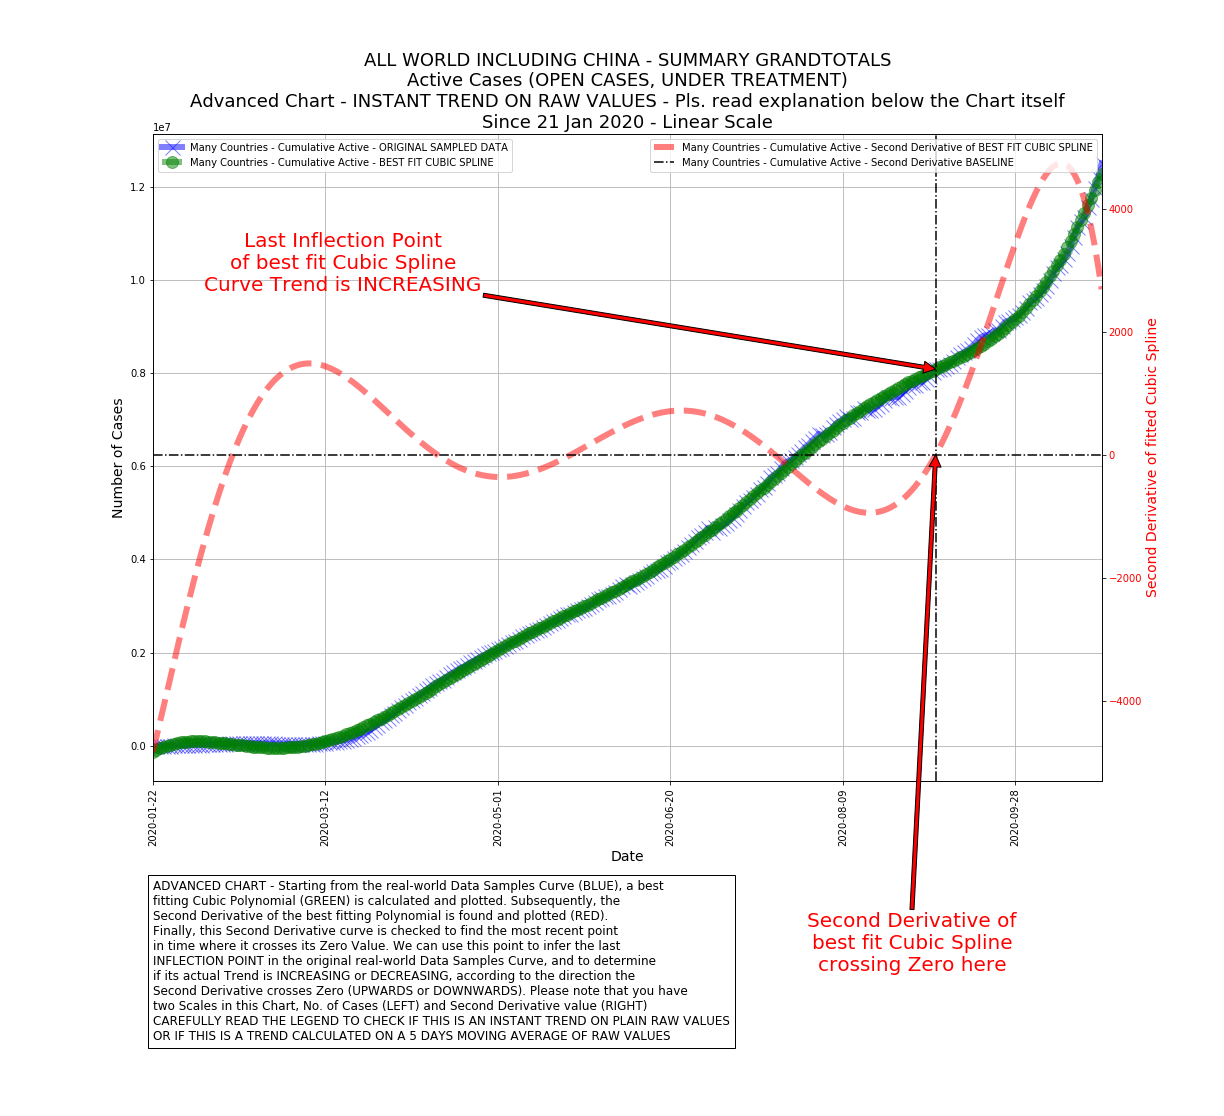 ALL WORLD INCLUDING CHINA - SUMMARY GRANDTOTALS
Active Cases (OPEN CASES, UNDER TREATMENT)
Advanced Chart - INSTANT TREND ON RAW VALUES - Pls. read explanation below the Chart itself
Since 21 Jan 2020 - Linear Scale
1e7
Many Countries - Cumulative Active - ORIGINAL SAMPLED DATA
Many Countries - Cumulative Active - BEST FIT CUBIC SPLINE
Many Countries - Cumulative Active - Second Derivative of BEST FIT CUBIC SPLINE
Many Countries - Cumulative Active - Second Derivative BASELINE
Last Inflection Point
of best fit Cubic Spline
Curve Trend is INCREASING
1.2
1.0
0.8
0.6
0.4
0.2
0.0
Number of Cases
4000
2000
0
−2000
−4000
Second Derivative of fitted Cubic Spline
2020-01-22
2020-03-12
2020-05-01
2020-06-20
2020-08-09
2020-09-28
Date
ADVANCED CHART - Starting from the real-world Data Samples Curve (BLUE), a best
fitting Cubic Polynomial (GREEN) is calculated and plotted. Subsequently, the
Second Derivative of the best fitting Polynomial is found and plotted (RED).
Finally, this Second Derivative curve is checked to find the most recent point
in time where it crosses its Zero Value. We can use this point to infer the last
INFLECTION POINT in the original real-world Data Samples Curve, and to determine
if its actual Trend is INCREASING or DECREASING, according to the direction the
Second Derivative crosses Zero (UPWARDS or DOWNWARDS). Please note that you have
two Scales in this Chart, No. of Cases (LEFT) and Second Derivative value (RIGHT)
CAREFULLY READ THE LEGEND TO CHECK IF THIS IS AN INSTANT TREND ON PLAIN RAW VALUES
OR IF THIS IS A TREND CALCULATED ON A 5 DAYS MOVING AVERAGE OF RAW VALUES
Second Derivative of
best fit Cubic Spline
crossing Zero here